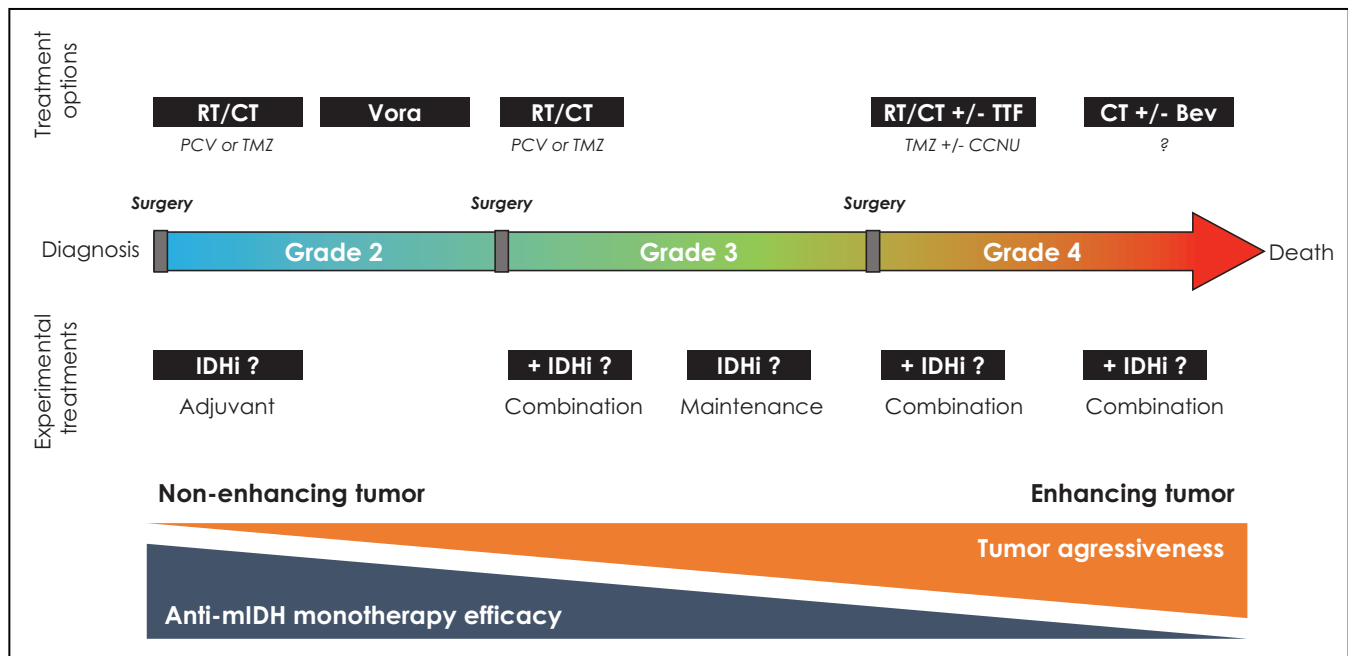 Treatment
options
RT/CT
Vora
RT/CT
RT/CT +/- TTF
CT +/- Bev
PCV or TMZ
PCV or TMZ
TMZ +/- CCNU
?
Surgery
Surgery
Surgery
Diagnosis
Grade 2
Grade 3
Grade 4
Death
Experimental
treatments
IDHi ?
+ IDHi ?
IDHi ?
+ IDHi ?
+ IDHi ?
Adjuvant
Combination
Maintenance
Combination
Combination
Non-enhancing tumor
Enhancing tumor
Tumor agressiveness
Anti-mIDH monotherapy efficacy